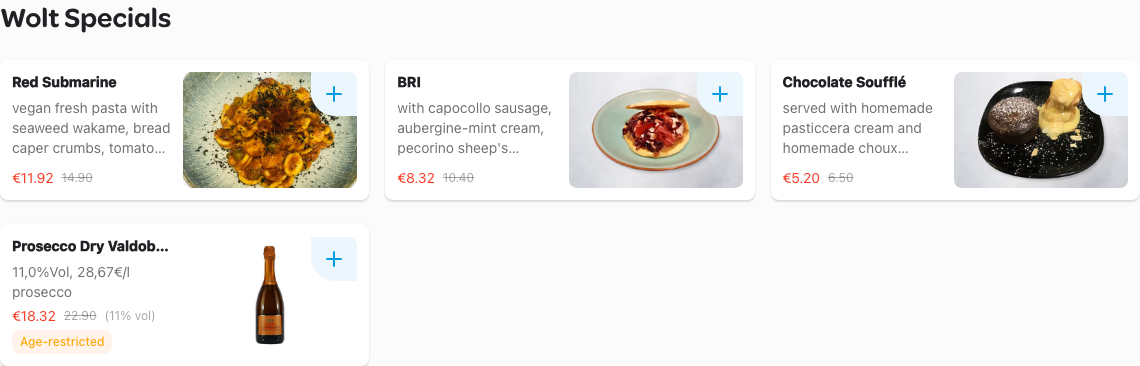 Wolt Specials
Red Submarine
vegan fresh pasta with
seaweed wakame, bread
caper crumbs, tomato...
€11.92 14.90
BRI
with capocollo sausage,
aubergine-mint cream,
pecorino sheep's...
€8.32 10.40
Chocolate Soufflé
served with homemade
pasticcera cream and
homemade choux...
€5.20 6.50
Prosecco Dry Valdob...
11,0%Vol, 28,67€/l
prosecco
€18.32 22.90 (11% vol)
Age-restricted